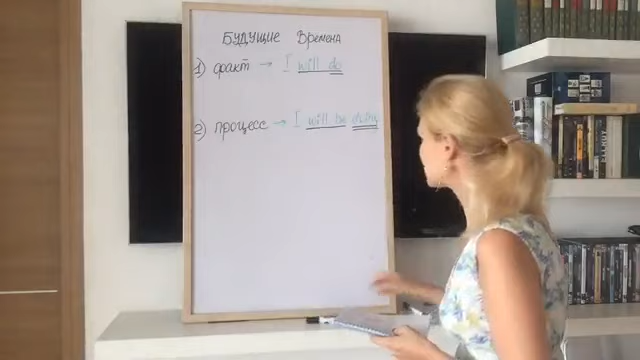 Будущие Времена
1) факт → I will do
2) процесс → I will be doing